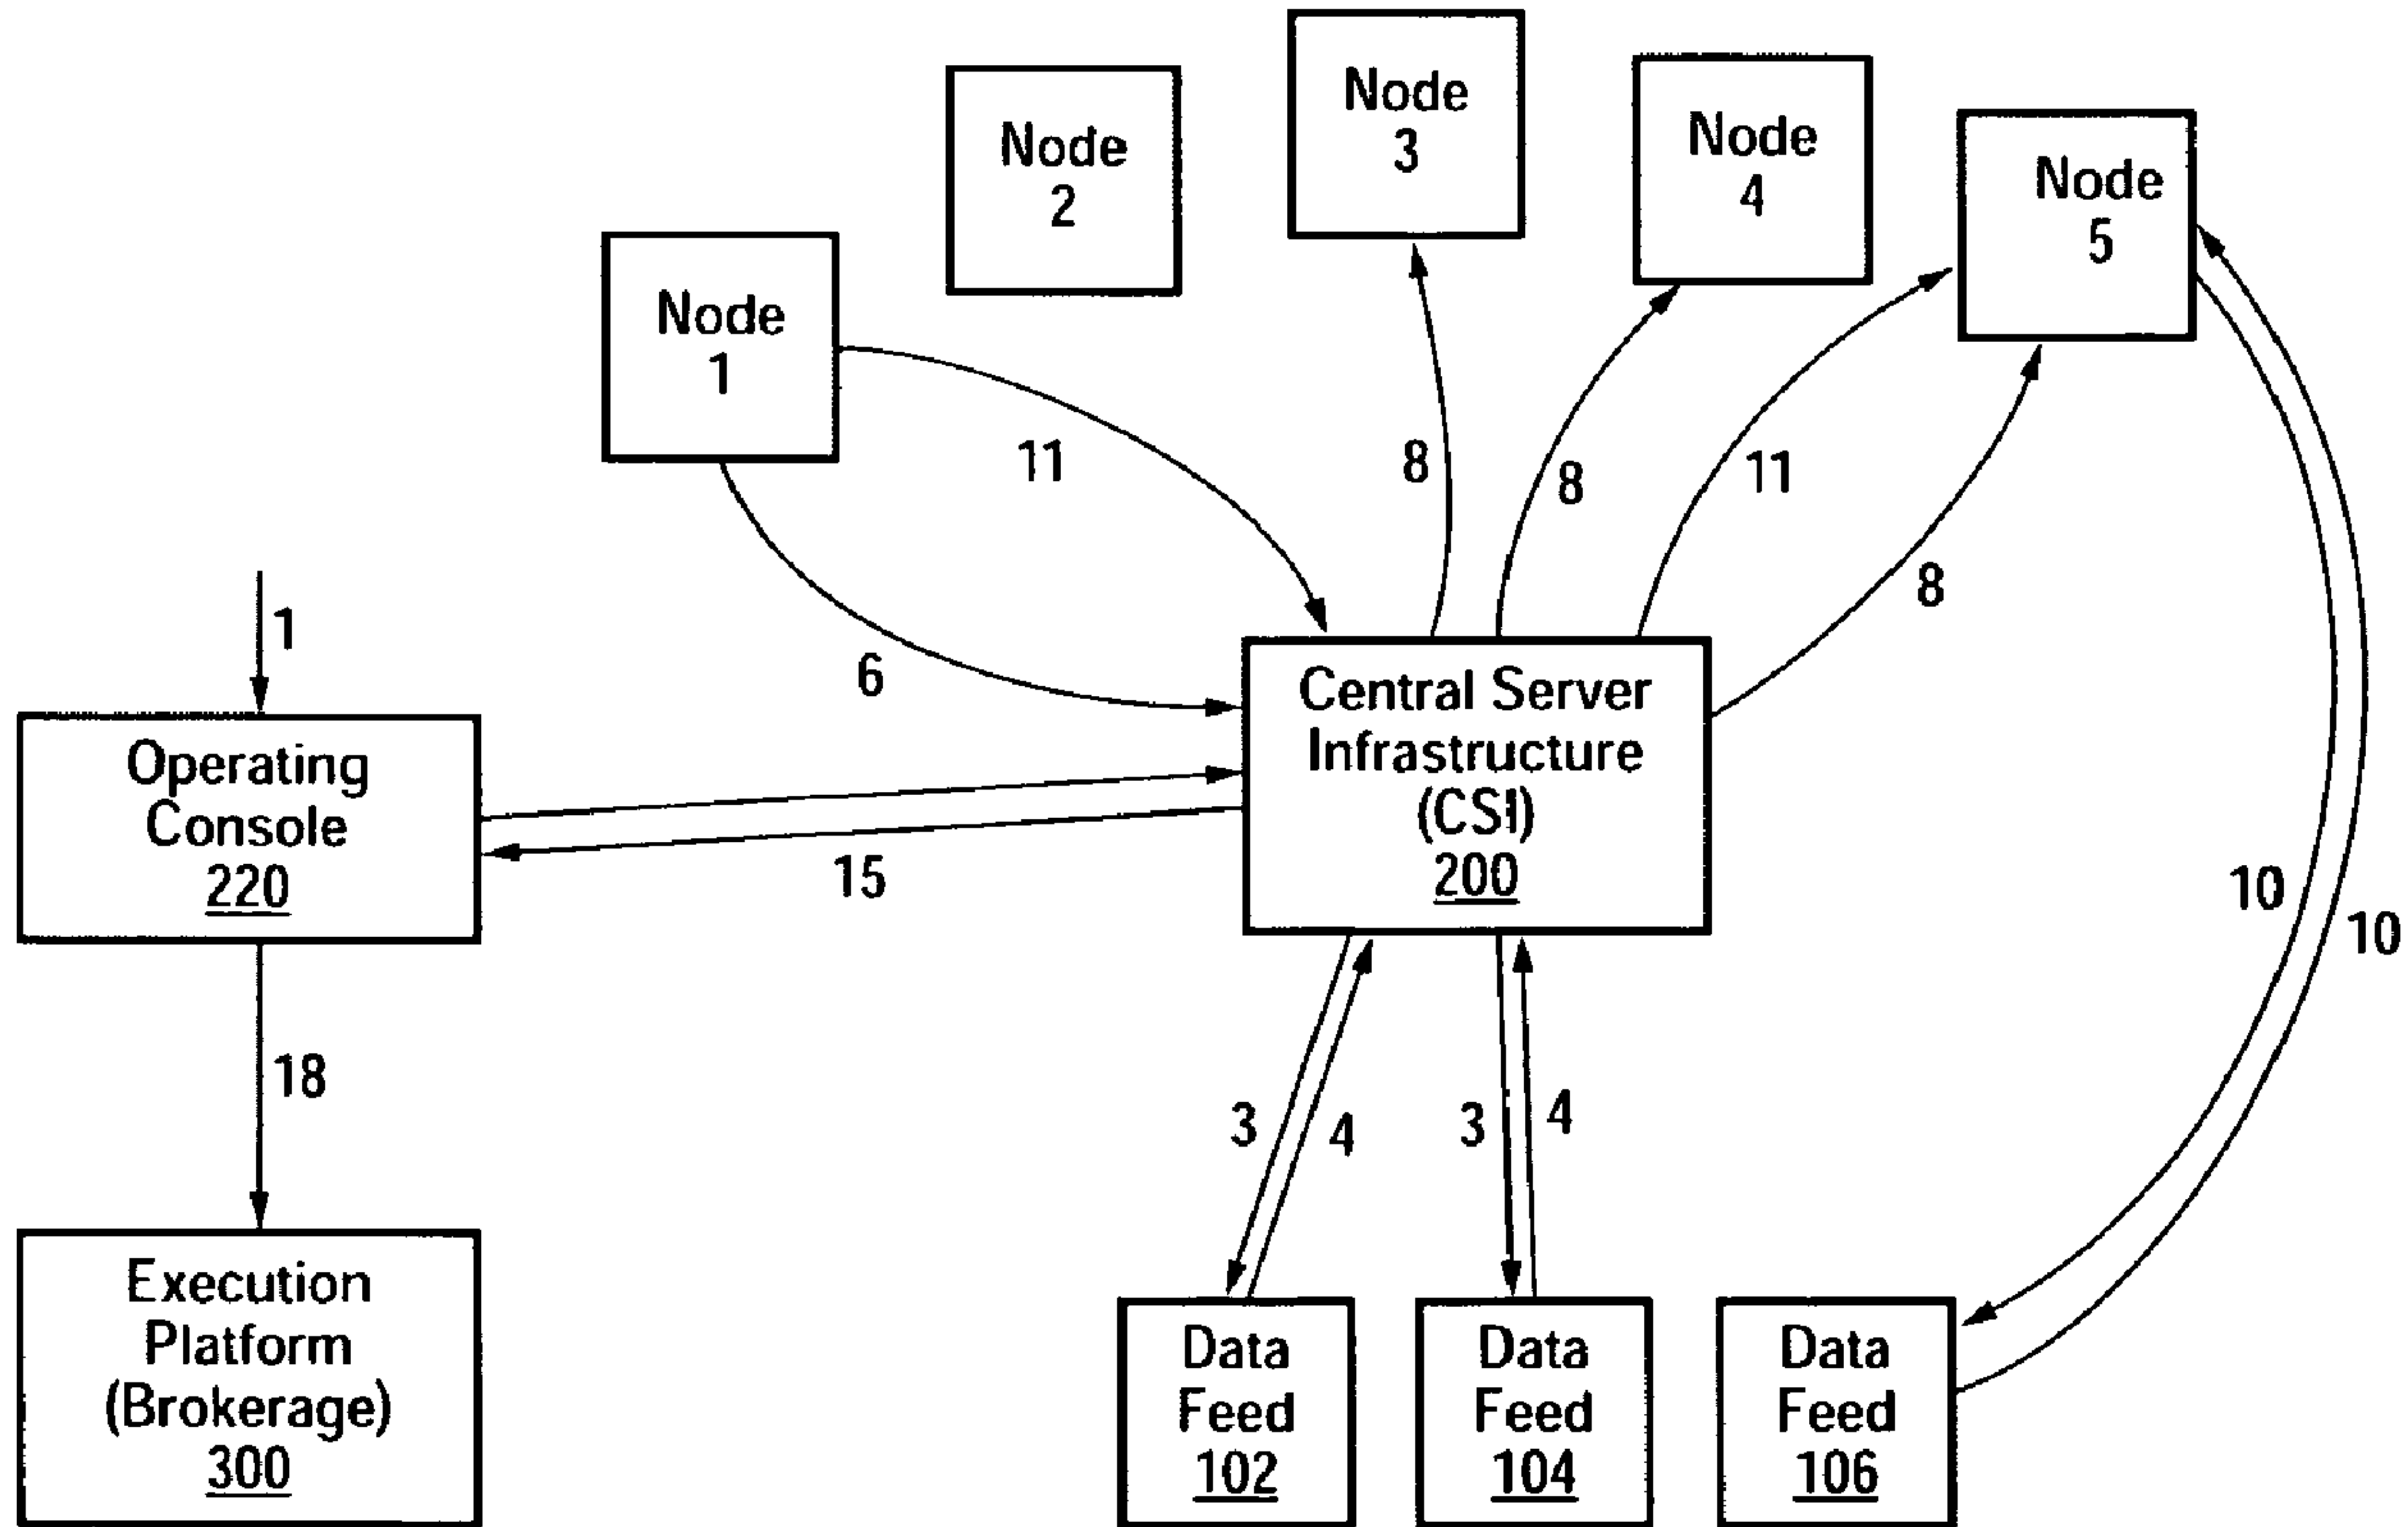 Node
3
Node
4
Node
2
Node
5
Node
1
11
8
8
11
8
1
6
Central Server
Infrastructure
(CSI)
200
Operating
Console
220
15
10
10
18
3
4
3
4
Execution
Platform
(Brokerage)
300
Data
Feed
102
Data
Feed
104
Data
Feed
106